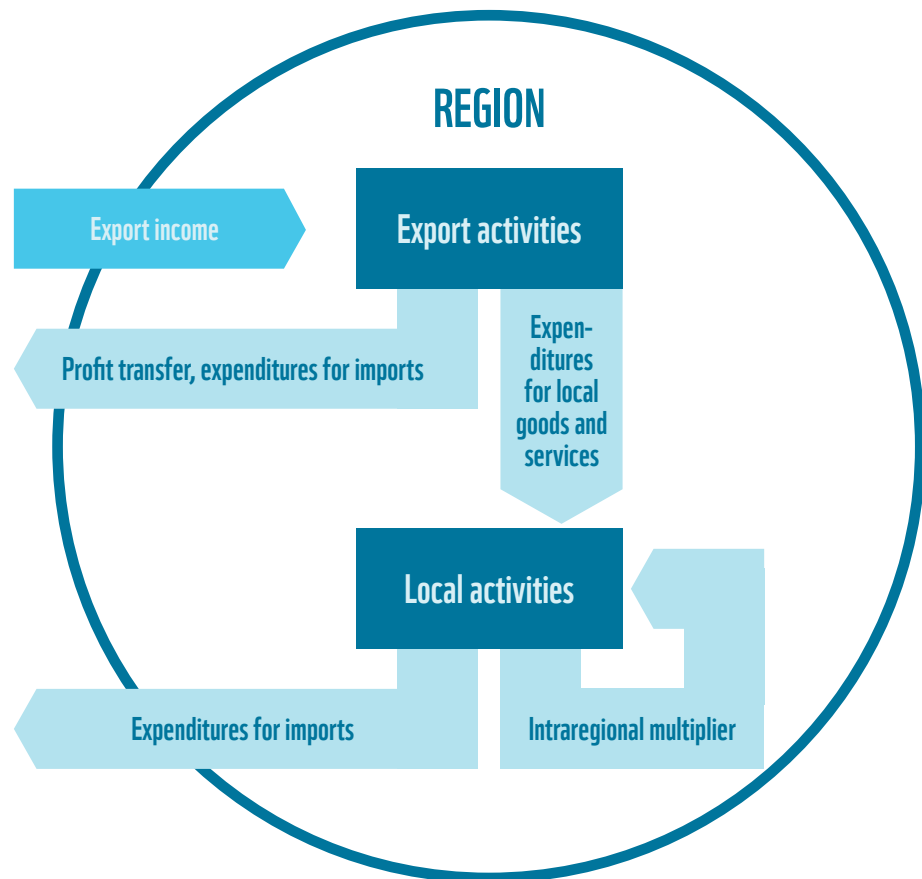 REGION
Export income
Export activities
Profit transfer, expenditures for imports
Expen-
ditures
for local
goods and
services
Local activities
Expenditures for imports
Intraregional multiplier